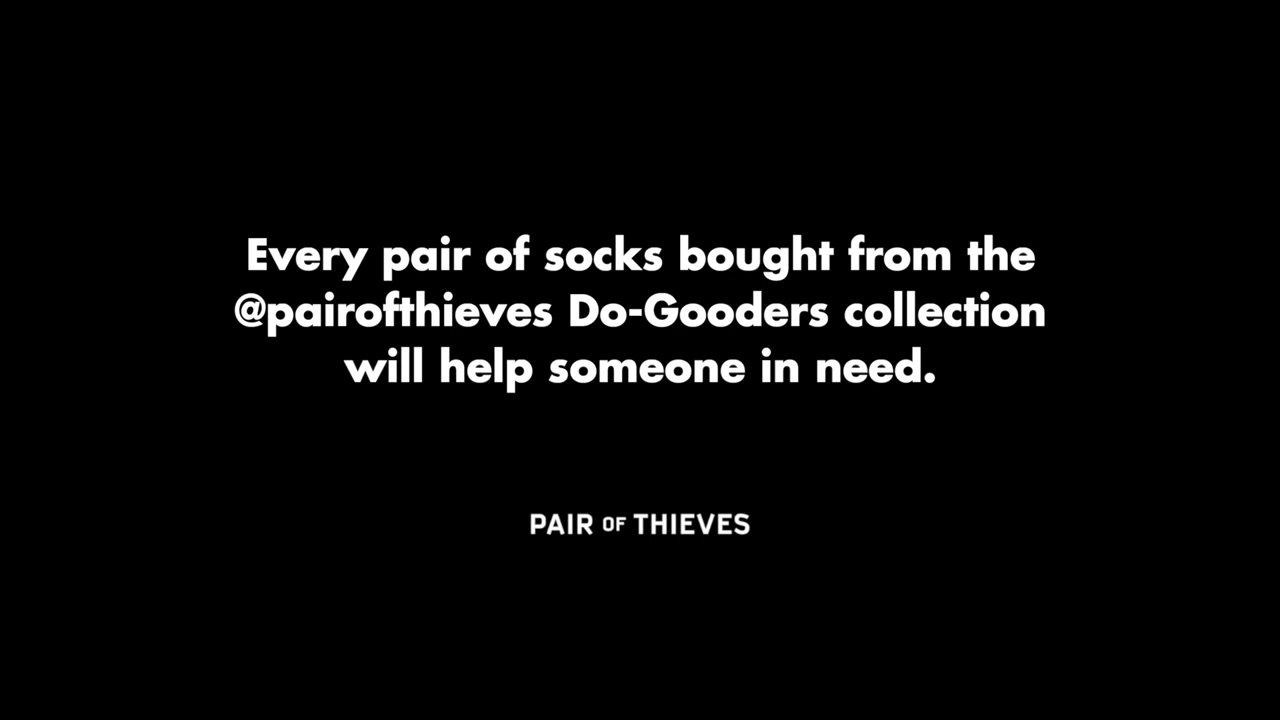 Every pair of socks bought from the
@pairofthieves Do-Gooders collection
will help someone in need.
PAIR OF THIEVES